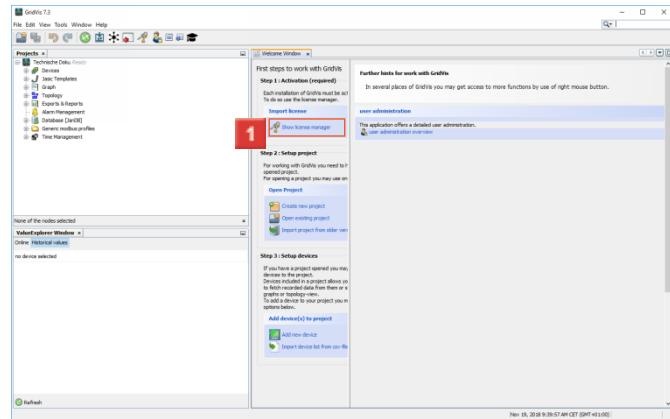 GridVis 7.3
File Edit View Tools Window Help
Projects
Technische Doku Ready
Devices
Jasic Templates
Graph
Topology
Exports & Reports
Alarm Management
Database [JanDB]
Generic modbus profiles
Time Management
None of the nodes selected
ValueExplorer Window
Online Historical values
no device selected
Refresh
Welcome Window
First steps to work with GridVis
Step 1 : Activation (required)
Each installation of GridVis must be act
To do so use the license manager.
Import license
1
Show license manager
Step 2 : Setup project
For working with GridVis you need to h
opened project.
For opening a project you may use on
Open Project
Create new project
Open existing project
Import project from older vers
Step 3 : Setup devices
If you have a project opened you may
devices to the project.
Devices included in a project allows yo
to fetch recorded data from them or s
graphs or topology-view.
To add a device to your project you m
options below.
Add device(s) to project
Add new device
Import device list from csv-file
Further hints for work with GridVis
In several places of GridVis you may get access to more functions by use of right mouse button.
user administration
This application offers a detailed user administration.
user administration overview
Nov 19, 2018 9:39:57 AM CET (GMT+01:00)